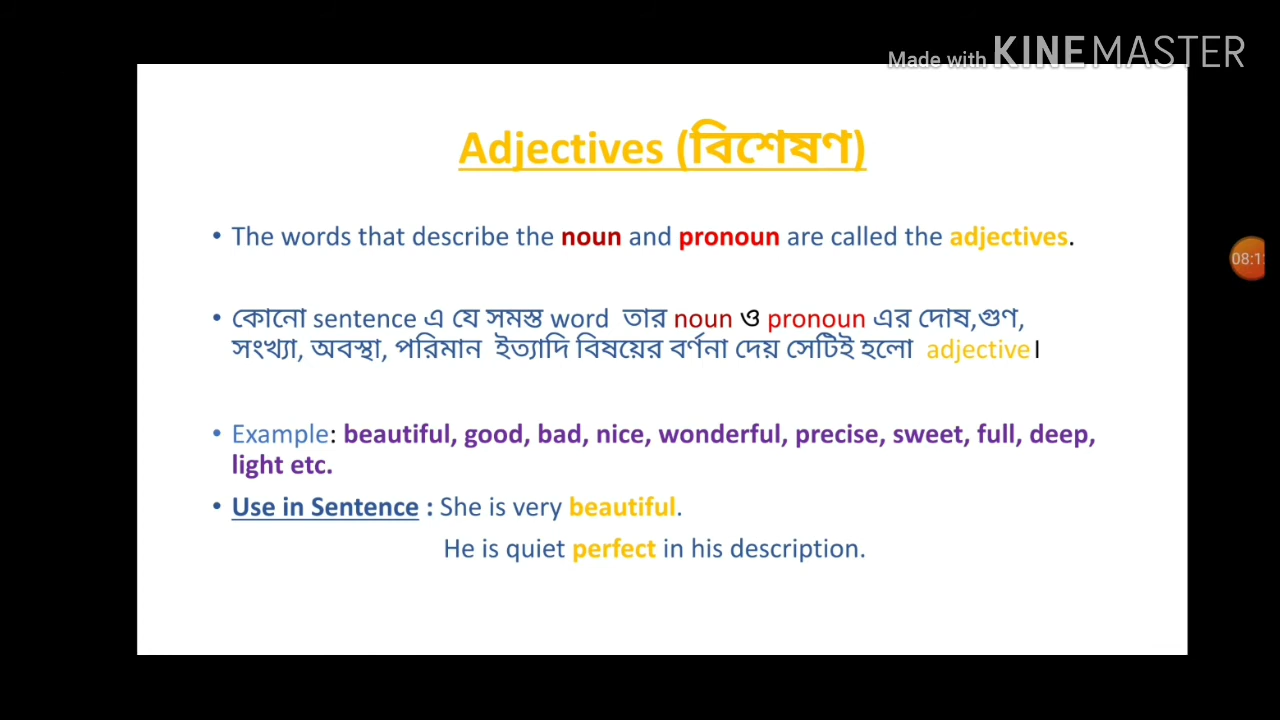 Made with KINEMASTER
Adjectives (বিশেষণ)
• The words that describe the noun and pronoun are called the adjectives.
• কোনো sentence এ যে সমস্ত word তার noun ও pronoun এর দোষ,গুণ,
সংখ্যা, অবস্থা, পরিমান ইত্যাদি বিষয়ের বর্ণনা দেয় সেটিই হলো adjective।
• Example: beautiful, good, bad, nice, wonderful, precise, sweet, full, deep,
light etc.
• Use in Sentence : She is very beautiful.
He is quiet perfect in his description.